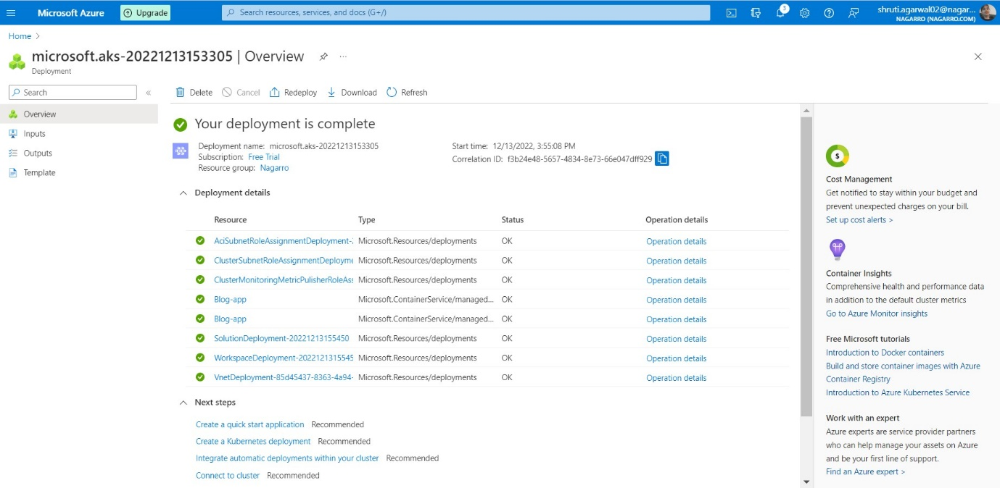 Microsoft Azure
Upgrade
Search resources, services, and docs (G+/)
3
shruti.agarwal02@nagar...
NAGARRO (NAGARRO.COM)
Home >
microsoft.aks-20221213153305 | Overview
...
Deployment
Search
«
Delete
Cancel
Redeploy
Download
Refresh
Overview
Inputs
Outputs
Template
Your deployment is complete
Deployment name: microsoft.aks-20221213153305
Subscription: Free Trial
Resource group: Nagarro
Start time: 12/13/2022, 3:55:08 PM
Correlation ID: f3b24e48-5657-4834-8e73-66e047dff929
Deployment details
Resource Type Status Operation details
AciSubnetRoleAssignmentDeployment- Microsoft.Resources/deployments OK Operation details
ClusterSubnetRoleAssignmentDeployme Microsoft.Resources/deployments OK Operation details
ClusterMonitoringMetricPulisherRoleAss Microsoft.Resources/deployments OK Operation details
Blog-app Microsoft.ContainerService/managed... OK Operation details
Blog-app Microsoft.ContainerService/managed... OK Operation details
SolutionDeployment-20221213155450 Microsoft.Resources/deployments OK Operation details
WorkspaceDeployment-2022121315545 Microsoft.Resources/deployments OK Operation details
VnetDeployment-85d45437-8363-4a94- Microsoft.Resources/deployments OK Operation details
Next steps
Create a quick start application Recommended
Create a Kubernetes deployment Recommended
Integrate automatic deployments within your cluster Recommended
Connect to cluster Recommended
$
Cost Management
Get notified to stay within your budget and
prevent unexpected charges on your bill.
Set up cost alerts >
Container Insights
Comprehensive health and performance data
in addition to the default cluster metrics
Go to Azure Monitor insights
Free Microsoft tutorials
Introduction to Docker containers
Build and store container images with Azure
Container Registry
Introduction to Azure Kubernetes Service
Work with an expert
Azure experts are service provider partners
who can help manage your assets on Azure
and be your first line of support.
Find an Azure expert >